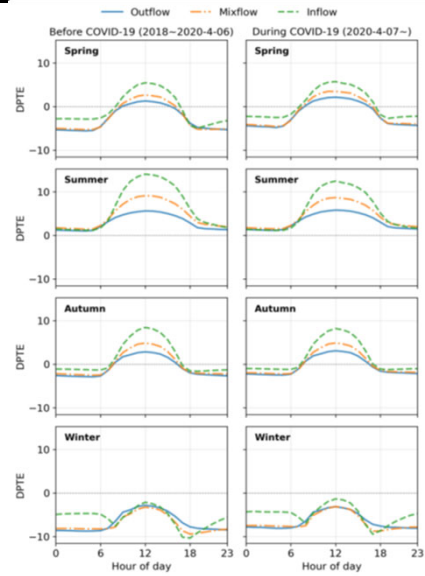 Outflow Mixflow Inflow
Before COVID-19 (2018~2020-4-06) During COVID-19 (2020-4-07~)
Spring Spring
10
DPTE
0
−10
Summer Summer
10
DPTE
0
−10
Autumn Autumn
10
DPTE
0
−10
Winter Winter
10
DPTE
0
−10
0 6 12 18 23 0 6 12 18 23
Hour of day Hour of day